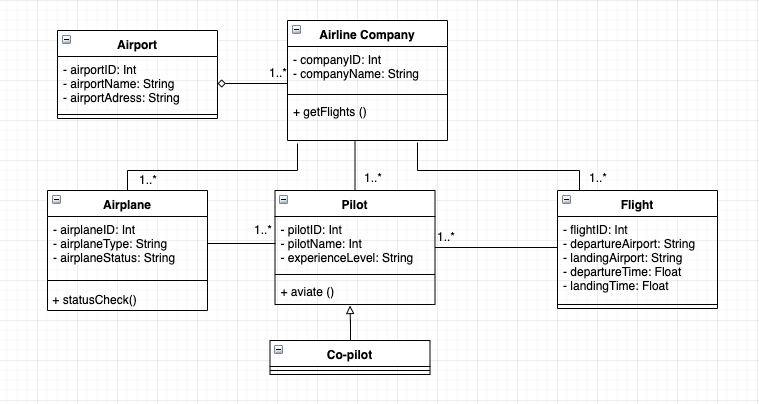 Airport
- airportID: Int
- airportName: String
- airportAdress: String
1..*
Airline Company
- companyID: Int
- companyName: String
+ getFlights ()
1..*
1..*
1..*
Airplane
- airplaneID: Int
- airplaneType: String
- airplaneStatus: String
+ statusCheck()
1..*
Pilot
- pilotID: Int
- pilotName: Int
- experienceLevel: String
+ aviate ()
1..*
Flight
- flightID: Int
- departureAirport: String
- landingAirport: String
- departureTime: Float
- landingTime: Float
Co-pilot